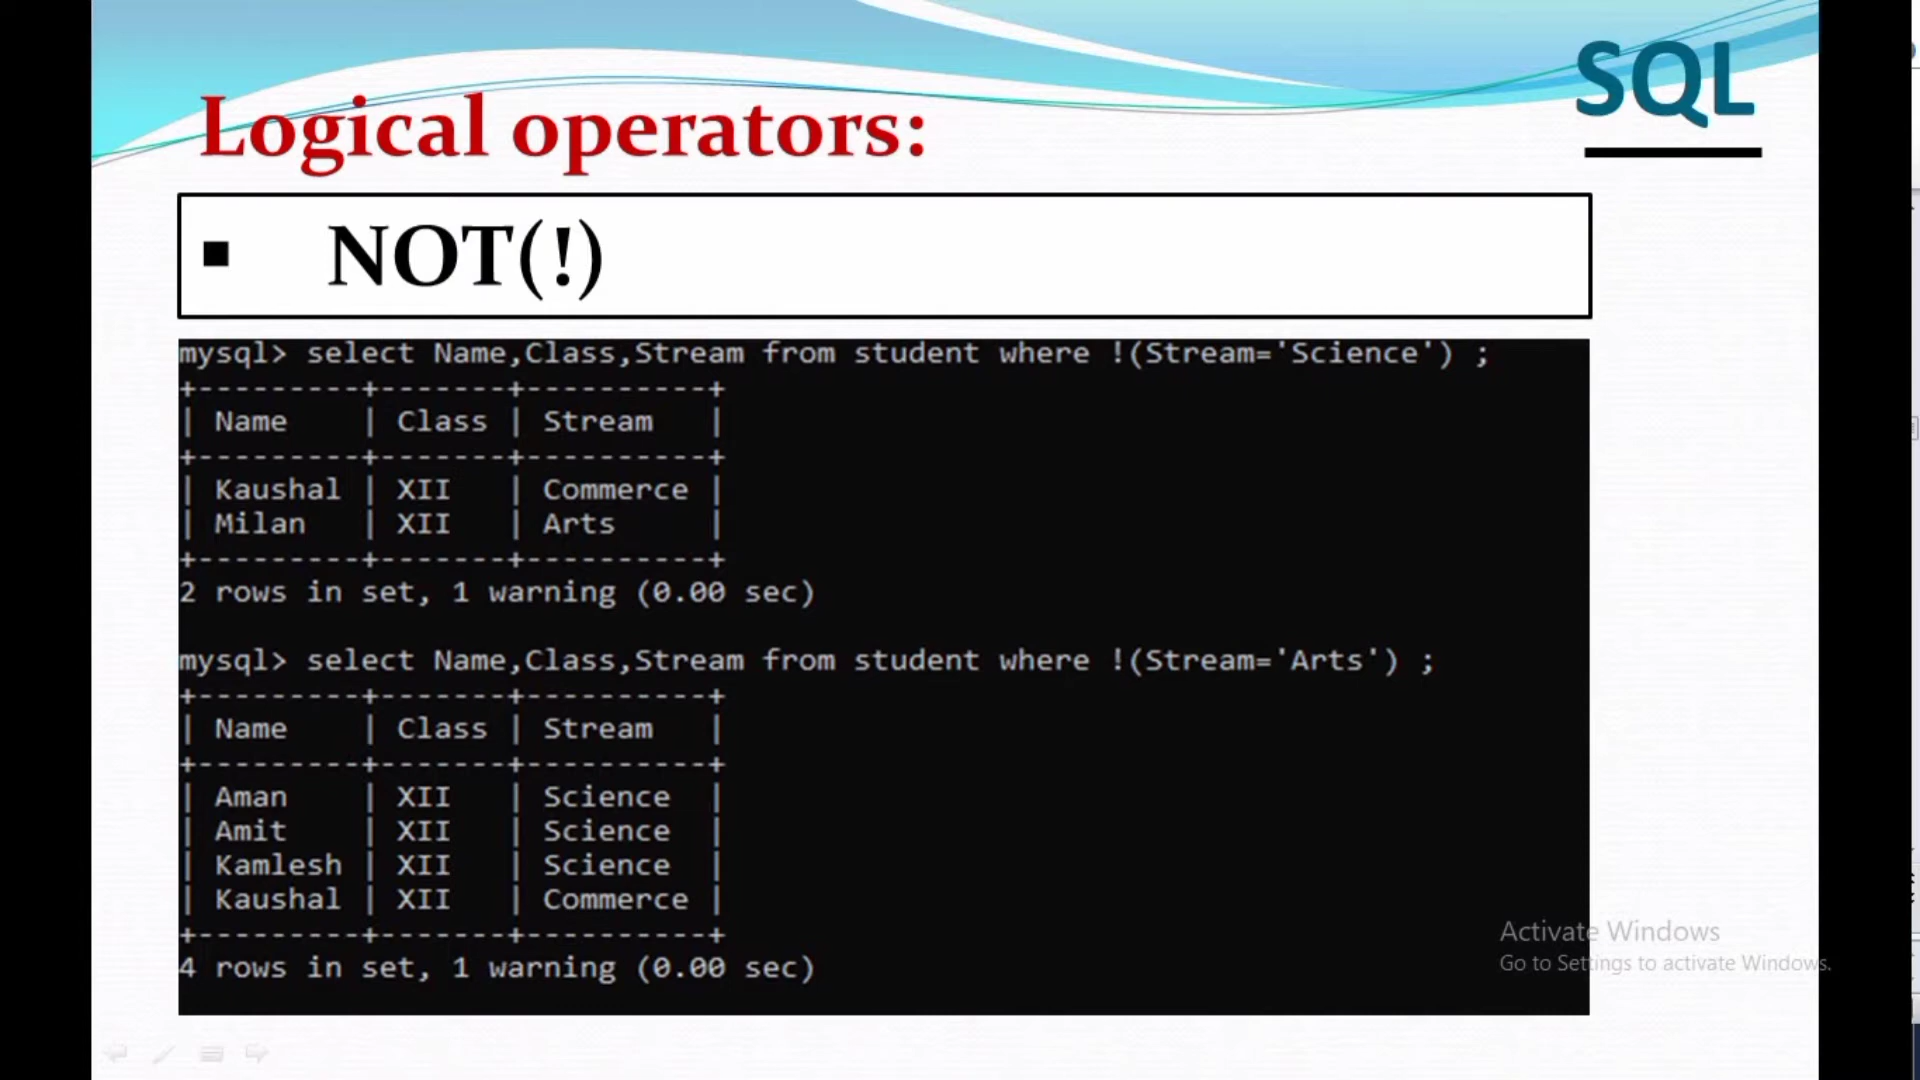 SQL
Logical operators:
▪ NOT(!)
mysql> select Name,Class,Stream from student where !(Stream='Science') ;
+---------+-------+----------+
| Name    | Class | Stream   |
+---------+-------+----------+
| Kaushal | XII   | Commerce |
| Milan   | XII   | Arts     |
+---------+-------+----------+
2 rows in set, 1 warning (0.00 sec)
mysql> select Name,Class,Stream from student where !(Stream='Arts') ;
+---------+-------+----------+
| Name    | Class | Stream   |
+---------+-------+----------+
| Aman    | XII   | Science  |
| Amit    | XII   | Science  |
| Kamlesh | XII   | Science  |
| Kaushal | XII   | Commerce |
+---------+-------+----------+
4 rows in set, 1 warning (0.00 sec)
Activate Windows
Go to Settings to activate Windows.